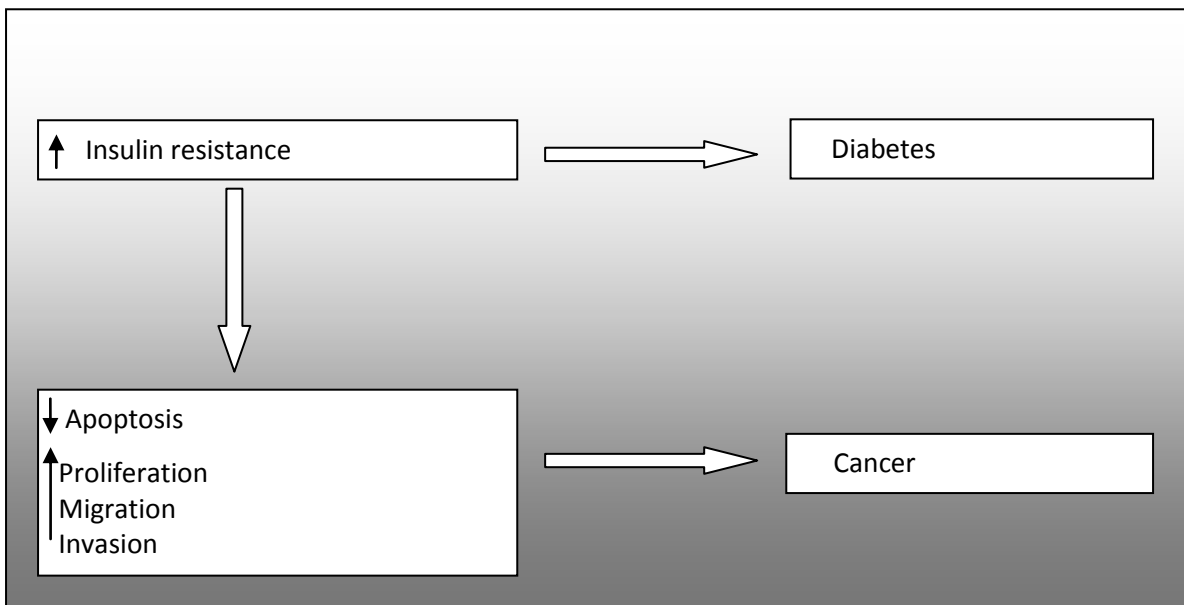 Insulin resistance
Diabetes
Apoptosis
Proliferation
Migration
Invasion
Cancer